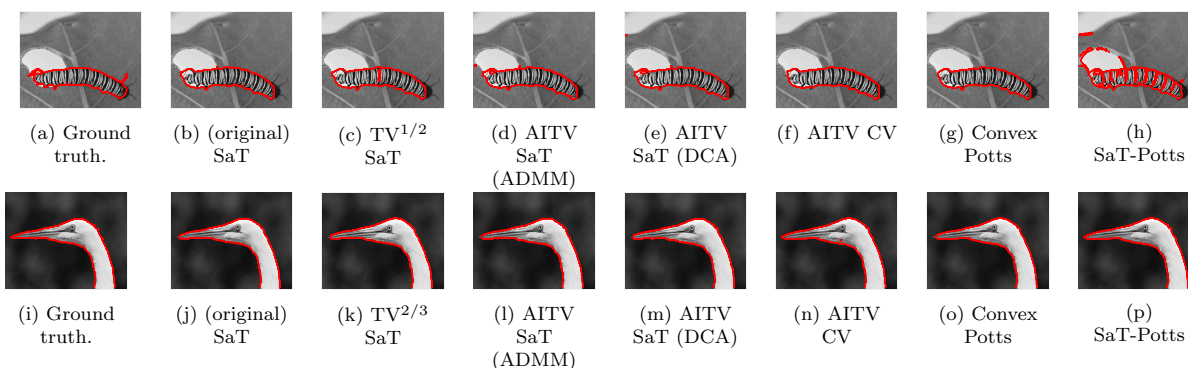 (a) Ground
truth.
(b) (original)
SaT
(c) TV^{1/2}
SaT
(d) AITV
SaT
(ADMM)
(e) AITV
SaT (DCA)
(f) AITV CV
(g) Convex
Potts
(h)
SaT-Potts
(i) Ground
truth.
(j) (original)
SaT
(k) TV^{2/3}
SaT
(l) AITV
SaT
(ADMM)
(m) AITV
SaT (DCA)
(n) AITV
CV
(o) Convex
Potts
(p)
SaT-Potts